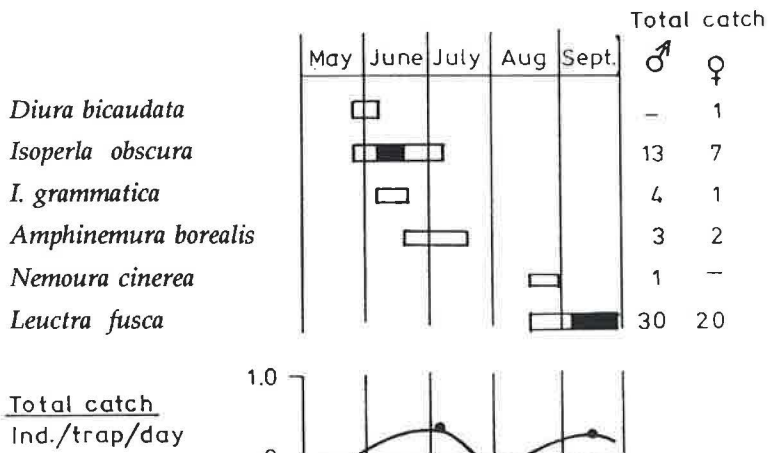 Total catch
May June July Aug Sept. ♂ ♀
Diura bicaudata – 1
Isoperla obscura 13 7
I. grammatica 4 1
Amphinemura borealis 3 2
Nemoura cinerea 1 –
Leuctra fusca 30 20
1.0
Total catch
Ind./trap/day